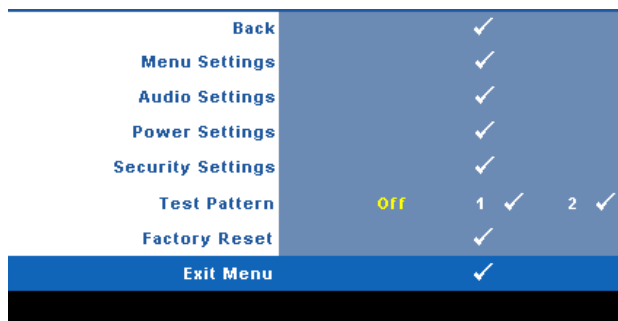 Back ✓
Menu Settings ✓
Audio Settings ✓
Power Settings ✓
Security Settings ✓
Test Pattern Off 1 ✓ 2 ✓
Factory Reset ✓
Exit Menu ✓